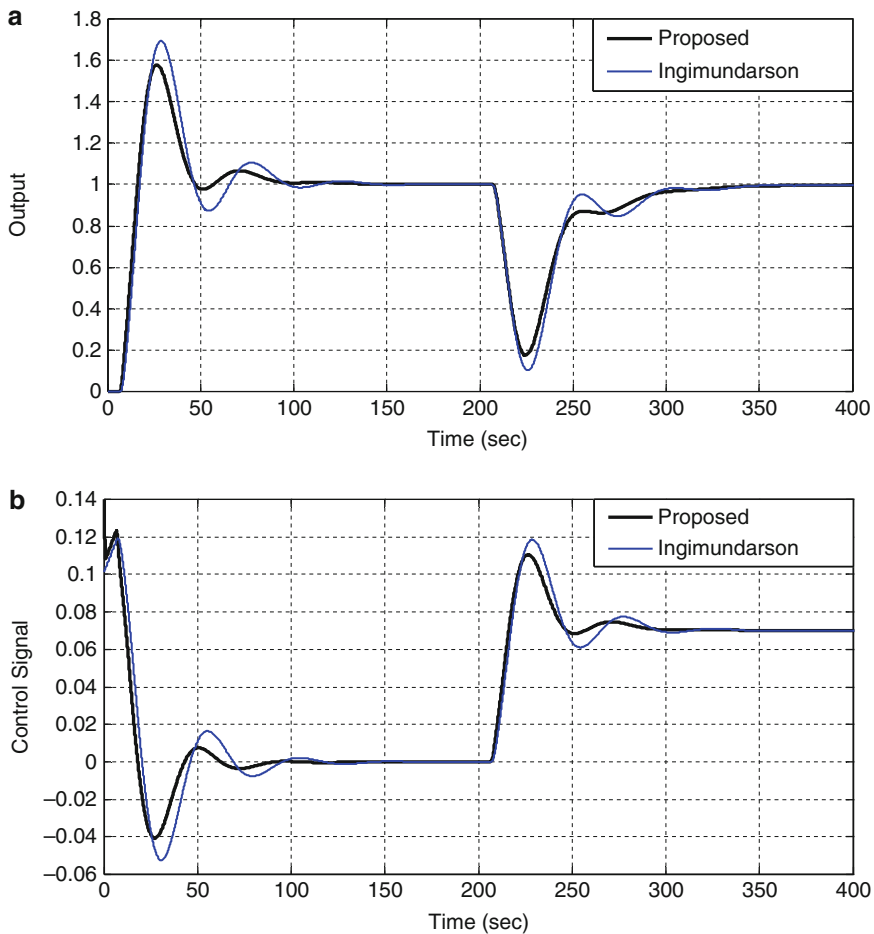 a
1.8
1.6
1.4
1.2
1
0.8
0.6
0.4
0.2
0
Output
Proposed
Ingimundarson
0 50 100 150 200 250 300 350 400
Time (sec)
b
0.14
0.12
0.10
0.08
0.06
0.04
0.02
0
−0.02
−0.04
−0.06
Control Signal
Proposed
Ingimundarson
0 50 100 150 200 250 300 350 400
Time (sec)